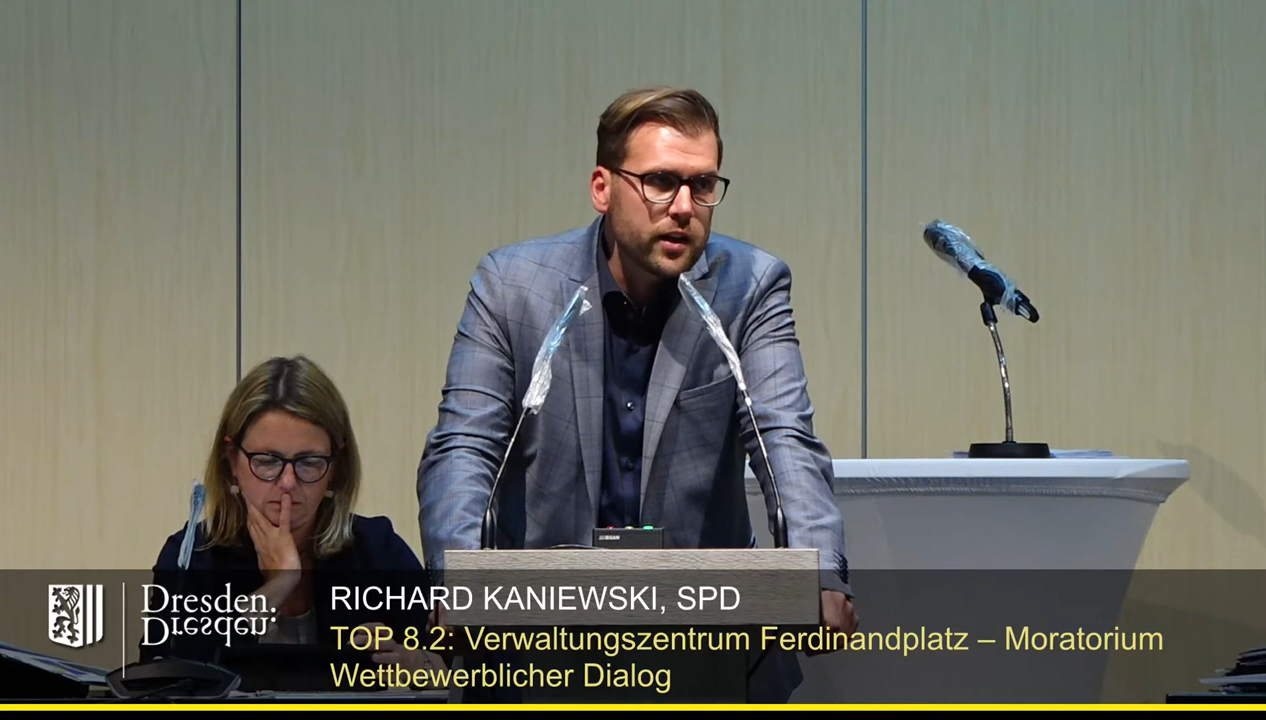 RICHARD KANIEWSKI, SPD
Dresden.
Dresden.
TOP 8.2: Verwaltungszentrum Ferdinandplatz – Moratorium
Wettbewerblicher Dialog